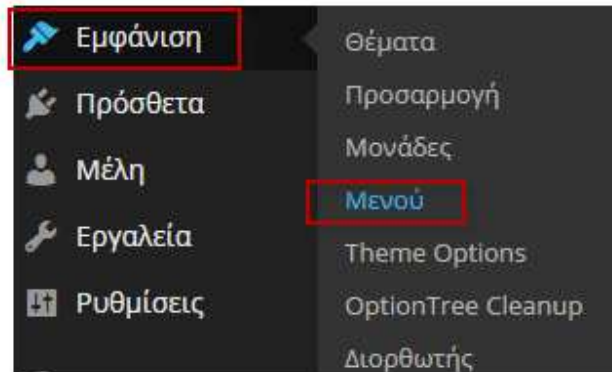 Εμφάνιση
Πρόσθετα
Μέλη
Εργαλεία
Ρυθμίσεις
Θέματα
Προσαρμογή
Μονάδες
Μενού
Theme Options
OptionTree Cleanup
Διορθωτής